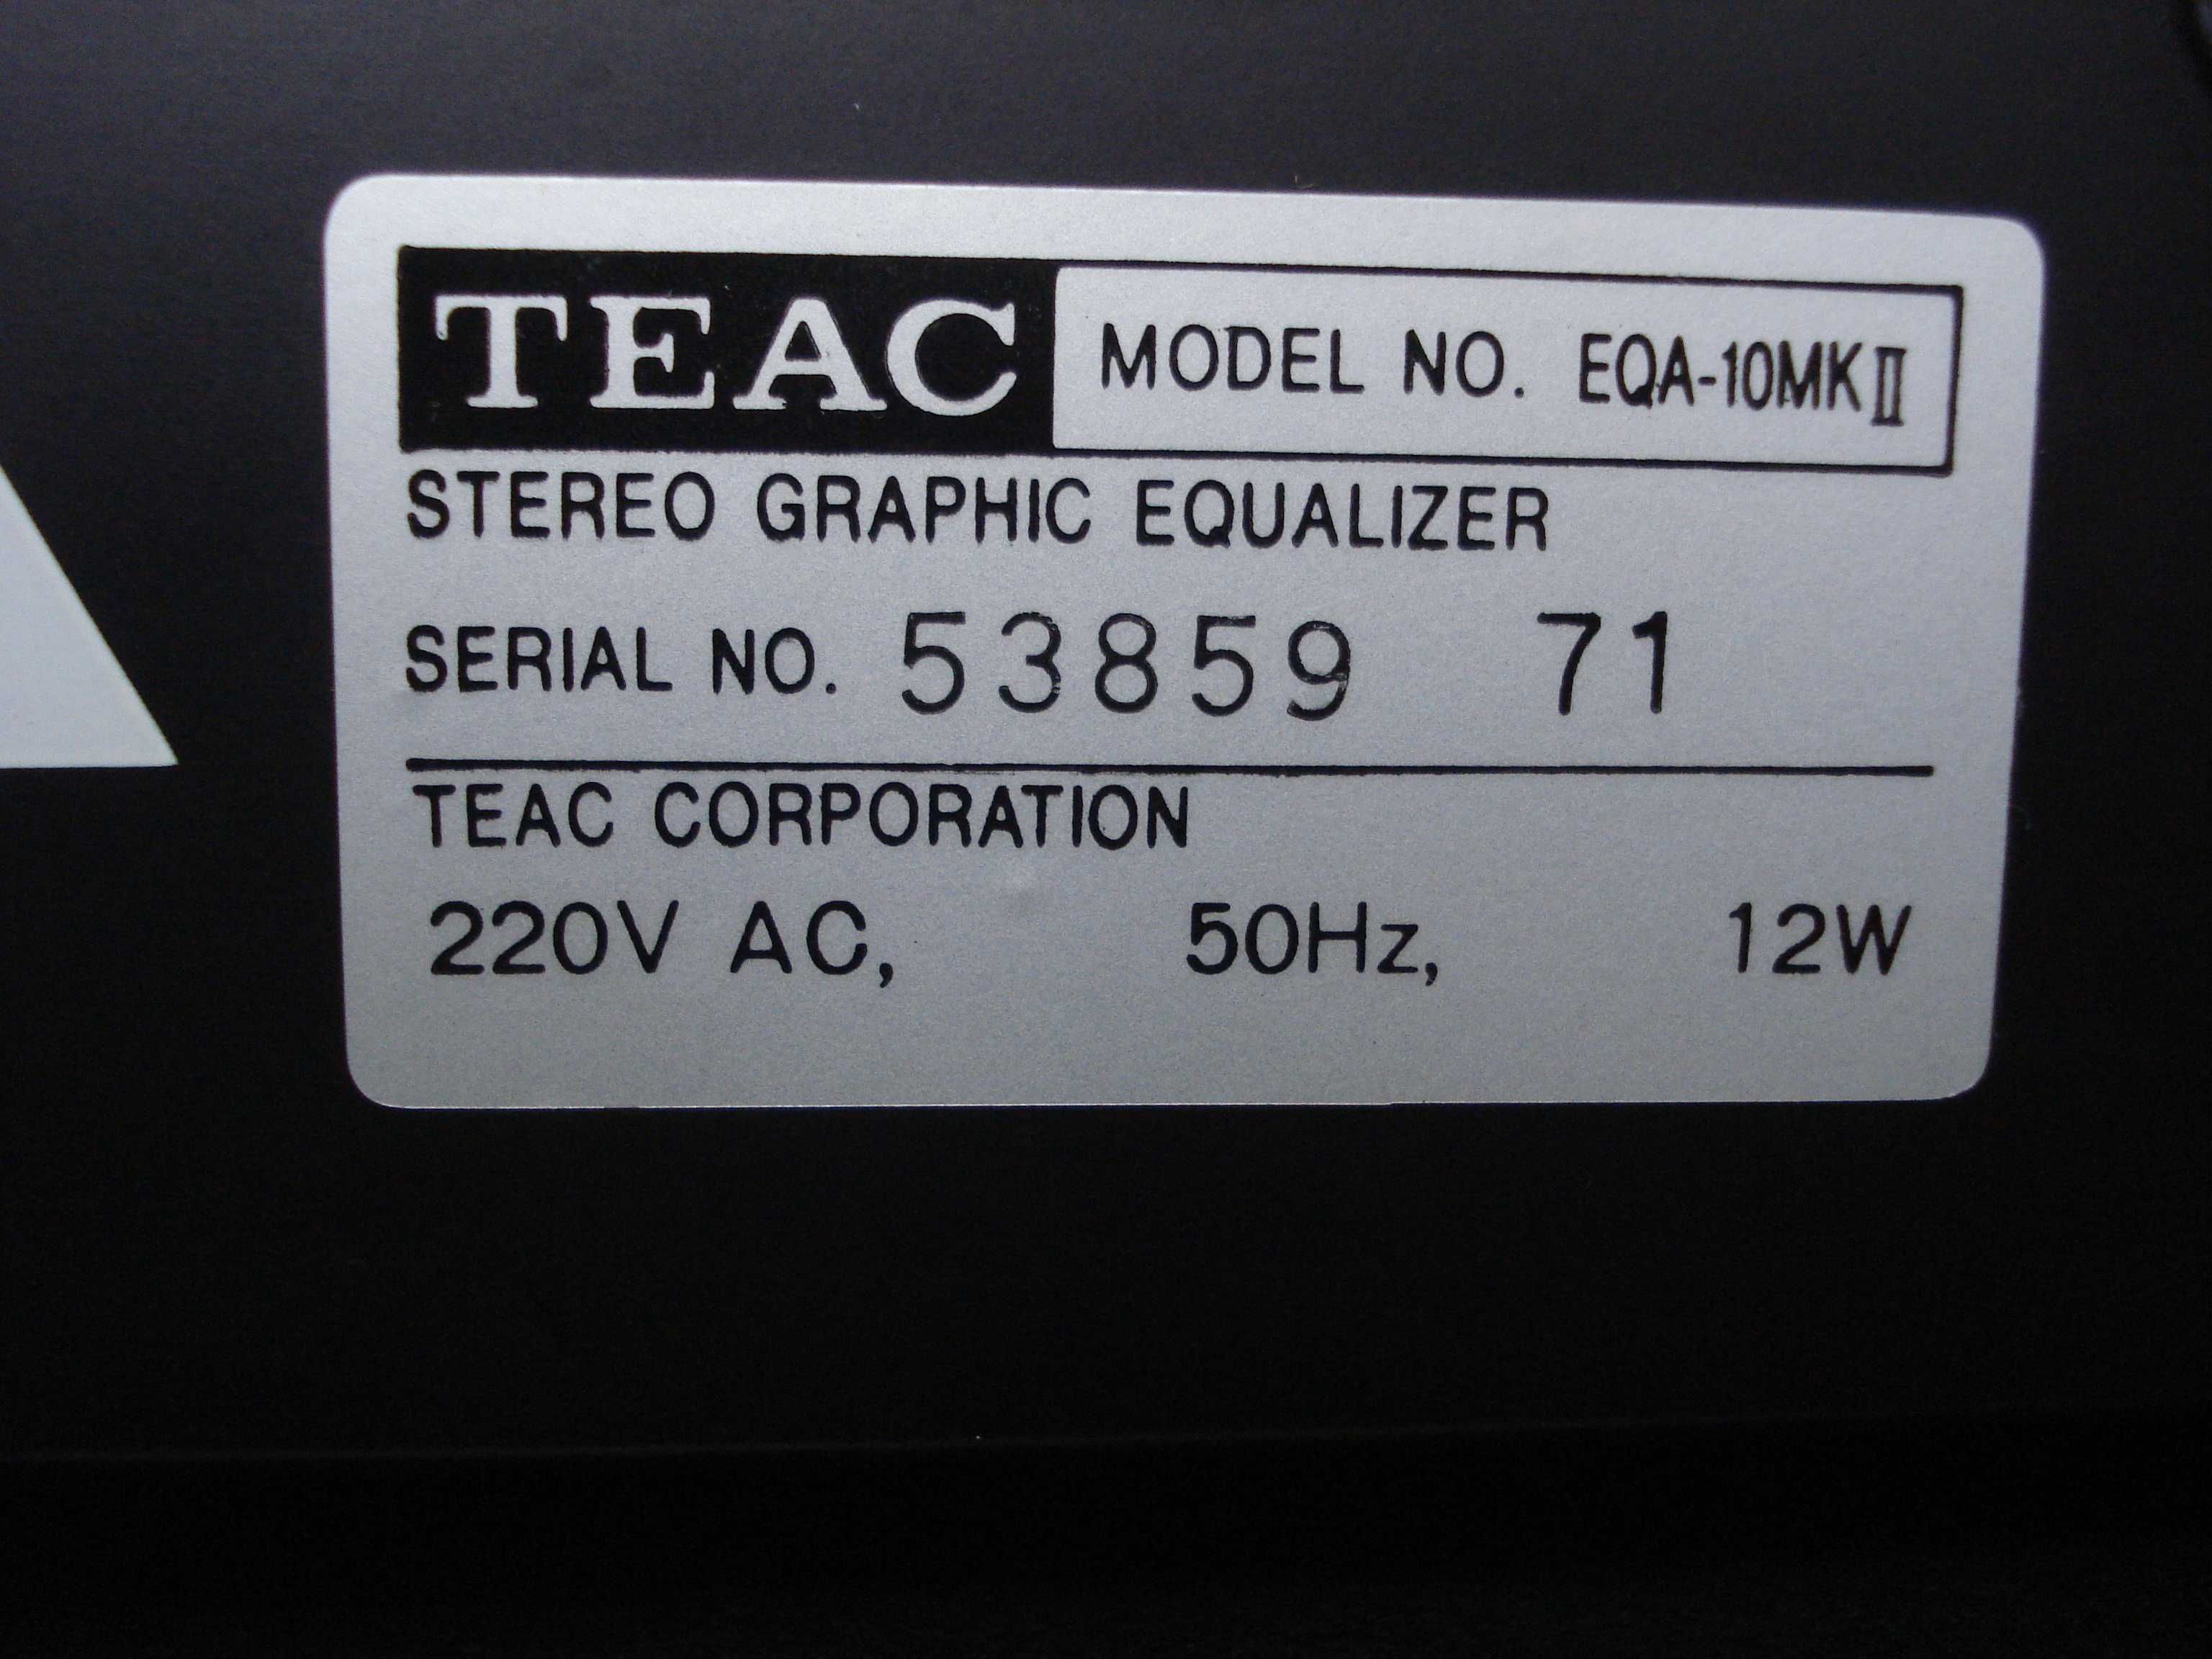 TEAC MODEL NO. EQA-10MKⅡ
STEREO GRAPHIC EQUALIZER
SERIAL NO. 53859 71
TEAC CORPORATION
220V AC, 50Hz, 12W